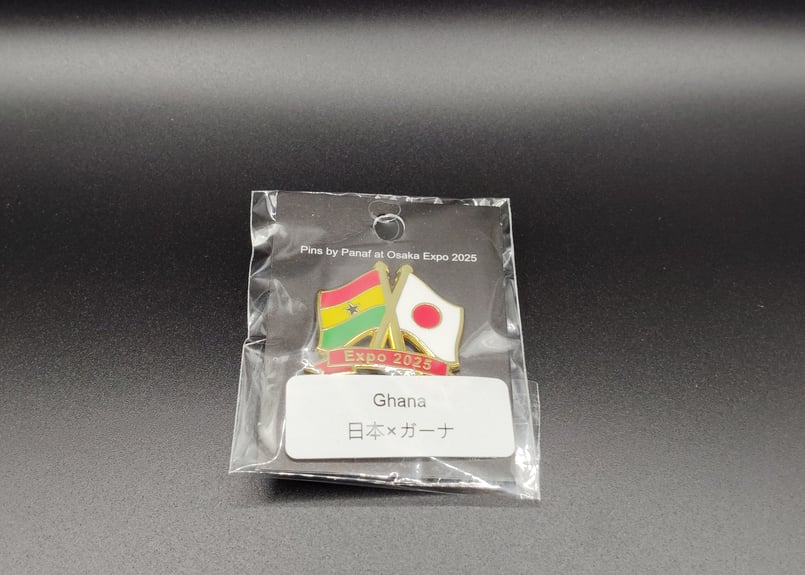 Pins by Panaf at Osaka Expo 2025
Expo 2025
Ghana
日本×ガーナ